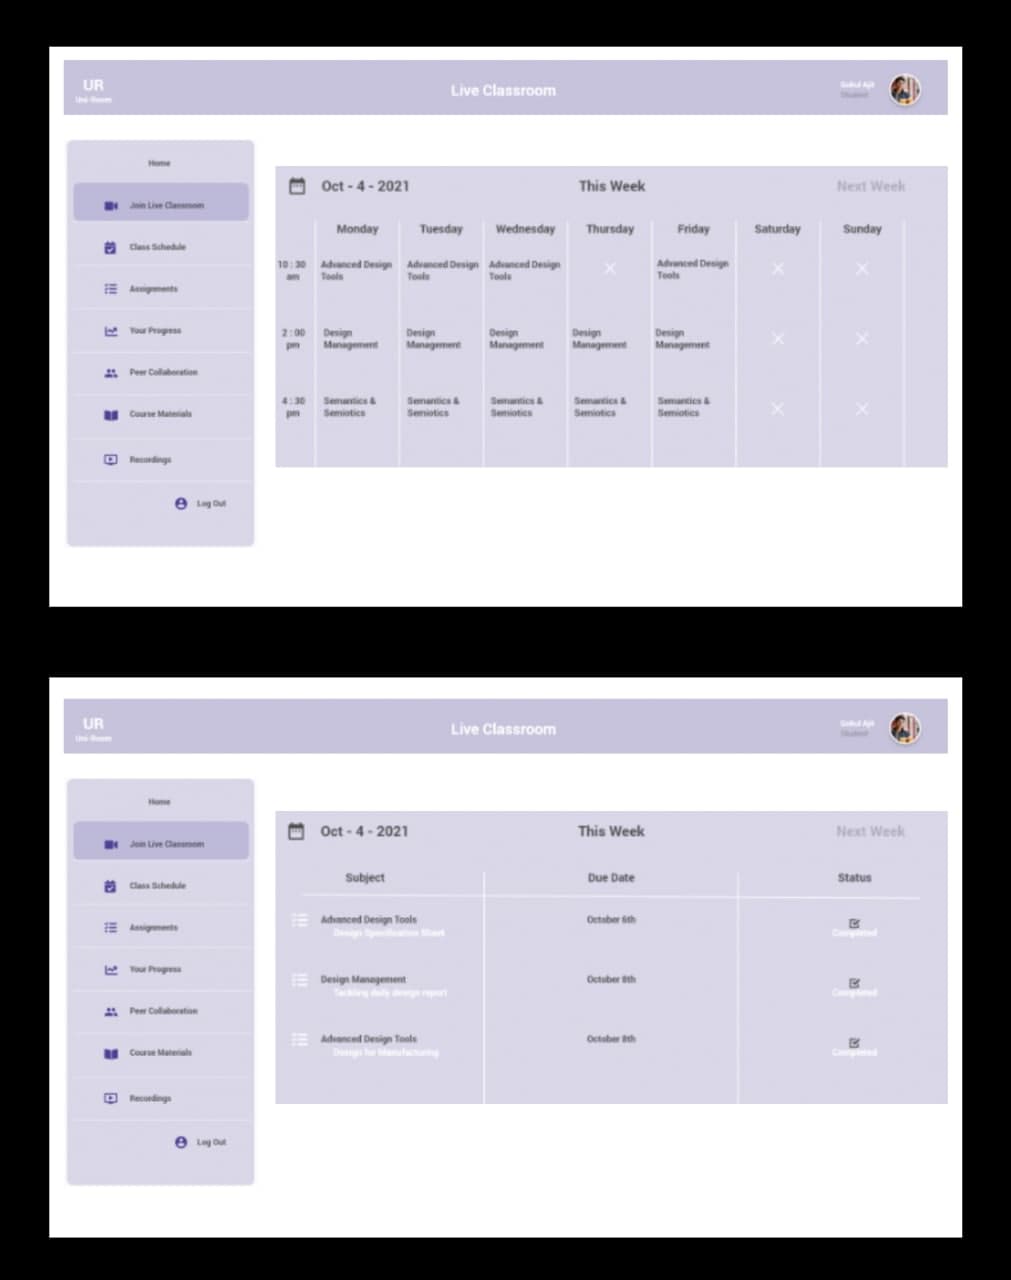 UR
Uni-Room
Live Classroom
Gokul Ajit
Student
Home
Join Live Classroom
Class Schedule
Assignments
Your Progress
Peer Collaboration
Course Materials
Recordings
Log Out
Oct - 4 - 2021
This Week
Next Week
Monday Tuesday Wednesday Thursday Friday Saturday Sunday
10 : 30
am
Advanced Design
Tools
Advanced Design
Tools
Advanced Design
Tools
Advanced Design
Tools
2 : 00
pm
Design
Management
Design
Management
Design
Management
Design
Management
Design
Management
4 : 30
pm
Semantics &
Semiotics
Semantics &
Semiotics
Semantics &
Semiotics
Semantics &
Semiotics
Semantics &
Semiotics
UR
Uni-Room
Live Classroom
Gokul Ajit
Student
Home
Join Live Classroom
Class Schedule
Assignments
Your Progress
Peer Collaboration
Course Materials
Recordings
Log Out
Oct - 4 - 2021
This Week
Next Week
Subject Due Date Status
Advanced Design Tools October 6th
Design Specification Sheet Completed
Design Management October 8th
Tackling daily design report Completed
Advanced Design Tools October 8th
Design for Manufacturing Completed